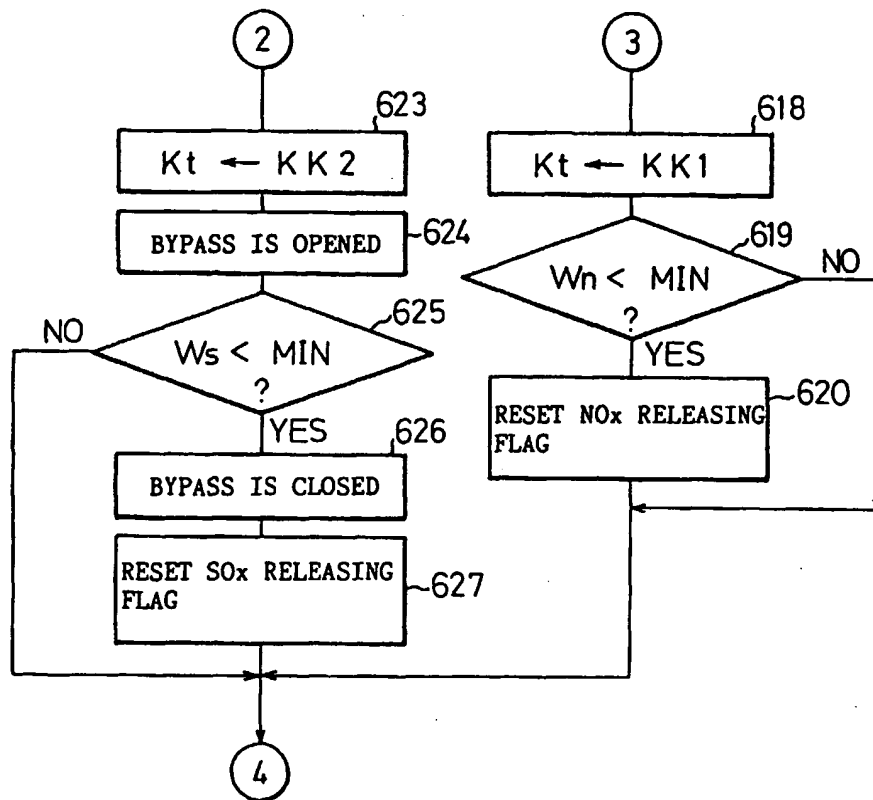 2
623
Kt ← KK2
BYPASS IS OPENED
624
Ws < MIN
?
625
NO
YES
626
BYPASS IS CLOSED
RESET SOx RELEASING
FLAG
627
3
618
Kt ← KK1
619
Wn < MIN
?
NO
YES
620
RESET NOx RELEASING
FLAG
4